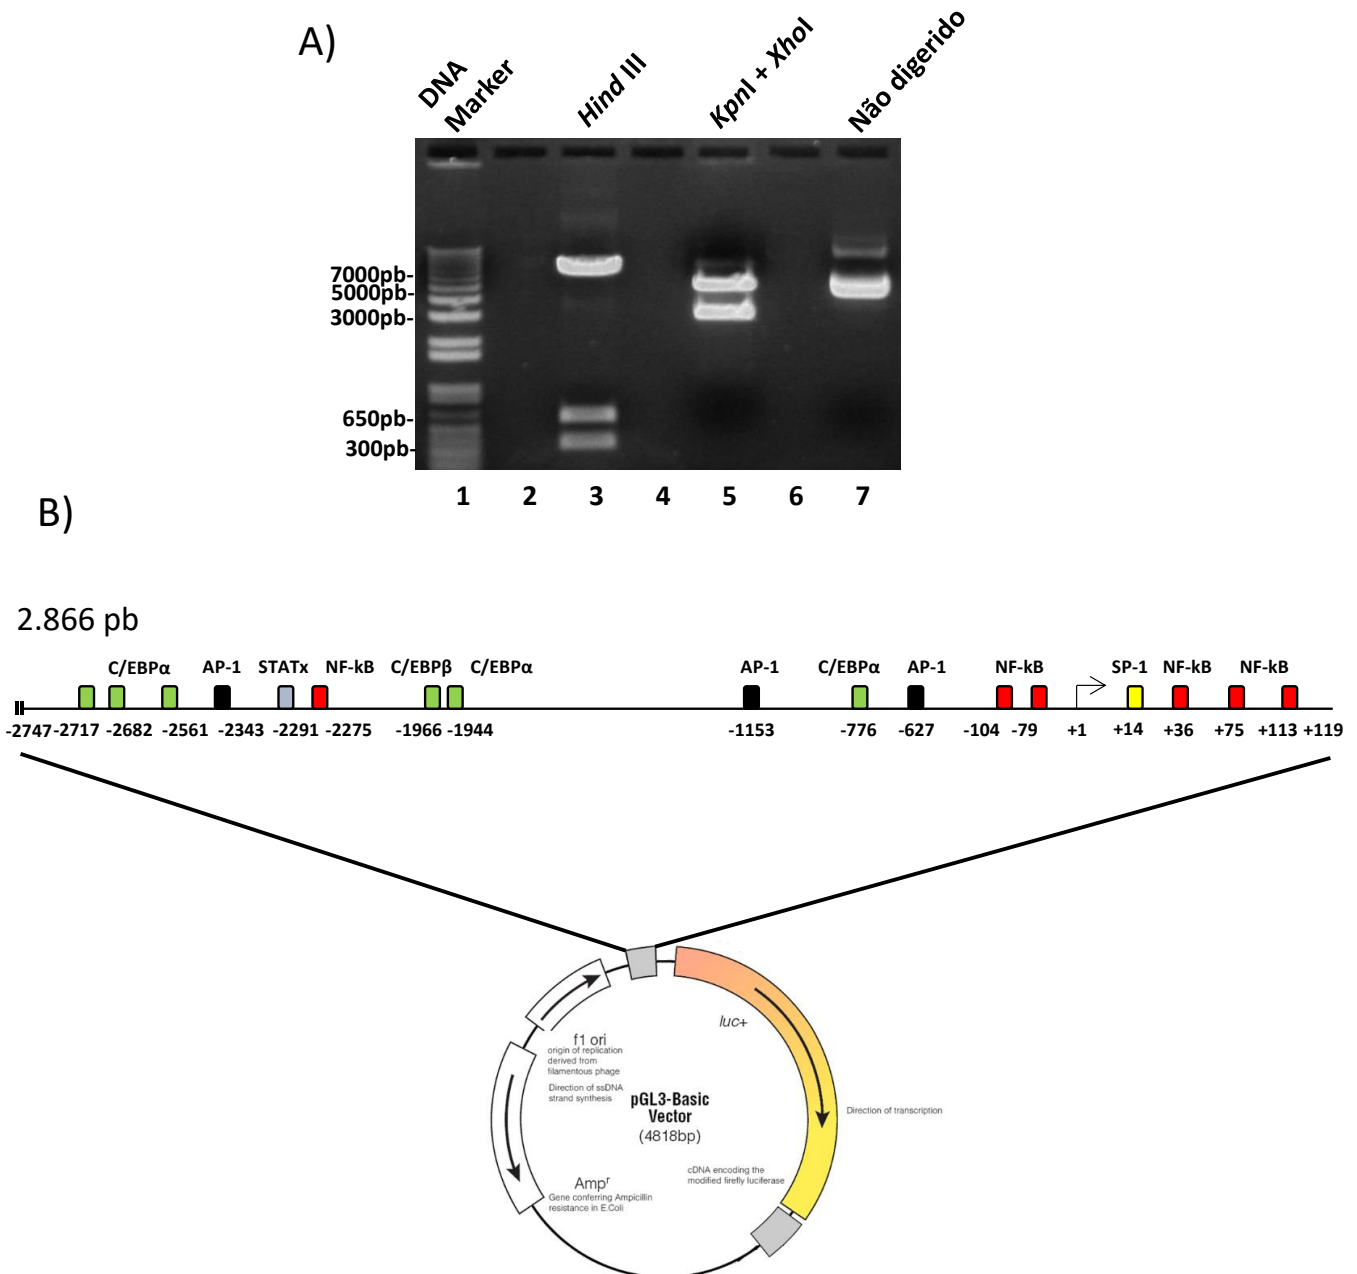 A)
DNA
Marker
Hind III
KpnI + XhoI
Não digerido
7000pb-
5000pb-
3000pb-
650pb-
300pb-
1 2 3 4 5 6 7
B)
2.866 pb
C/EBPα AP-1 STATx NF-kB C/EBPβ C/EBPα AP-1 C/EBPα AP-1 NF-kB SP-1 NF-kB NF-kB
-2747 -2717 -2682 -2561 -2343 -2291 -2275 -1966 -1944 -1153 -776 -627 -104 -79 +1 +14 +36 +75 +113 +119
luc+
f1 ori
origin of replication
derived from
filamentous phage
Direction of ssDNA
strand synthesis
pGL3-Basic
Vector
(4818bp)
Direction of transcription
cDNA encoding the
modified firefly luciferase
Ampr
Gene conferring Ampicillin
resistance in E.Coli